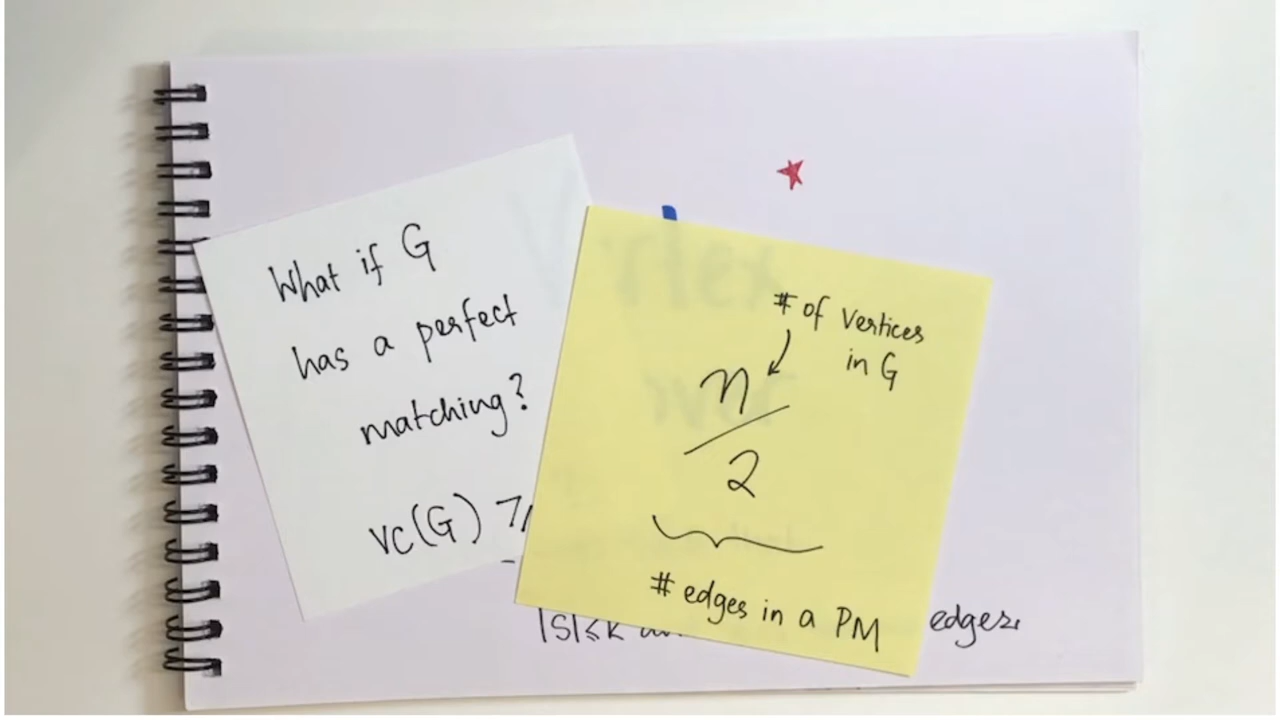 What if G
has a perfect
matching?
vc(G) ⩾
# of vertices
in G
n
2
# edges in a PM
|S|⩽k
edges.